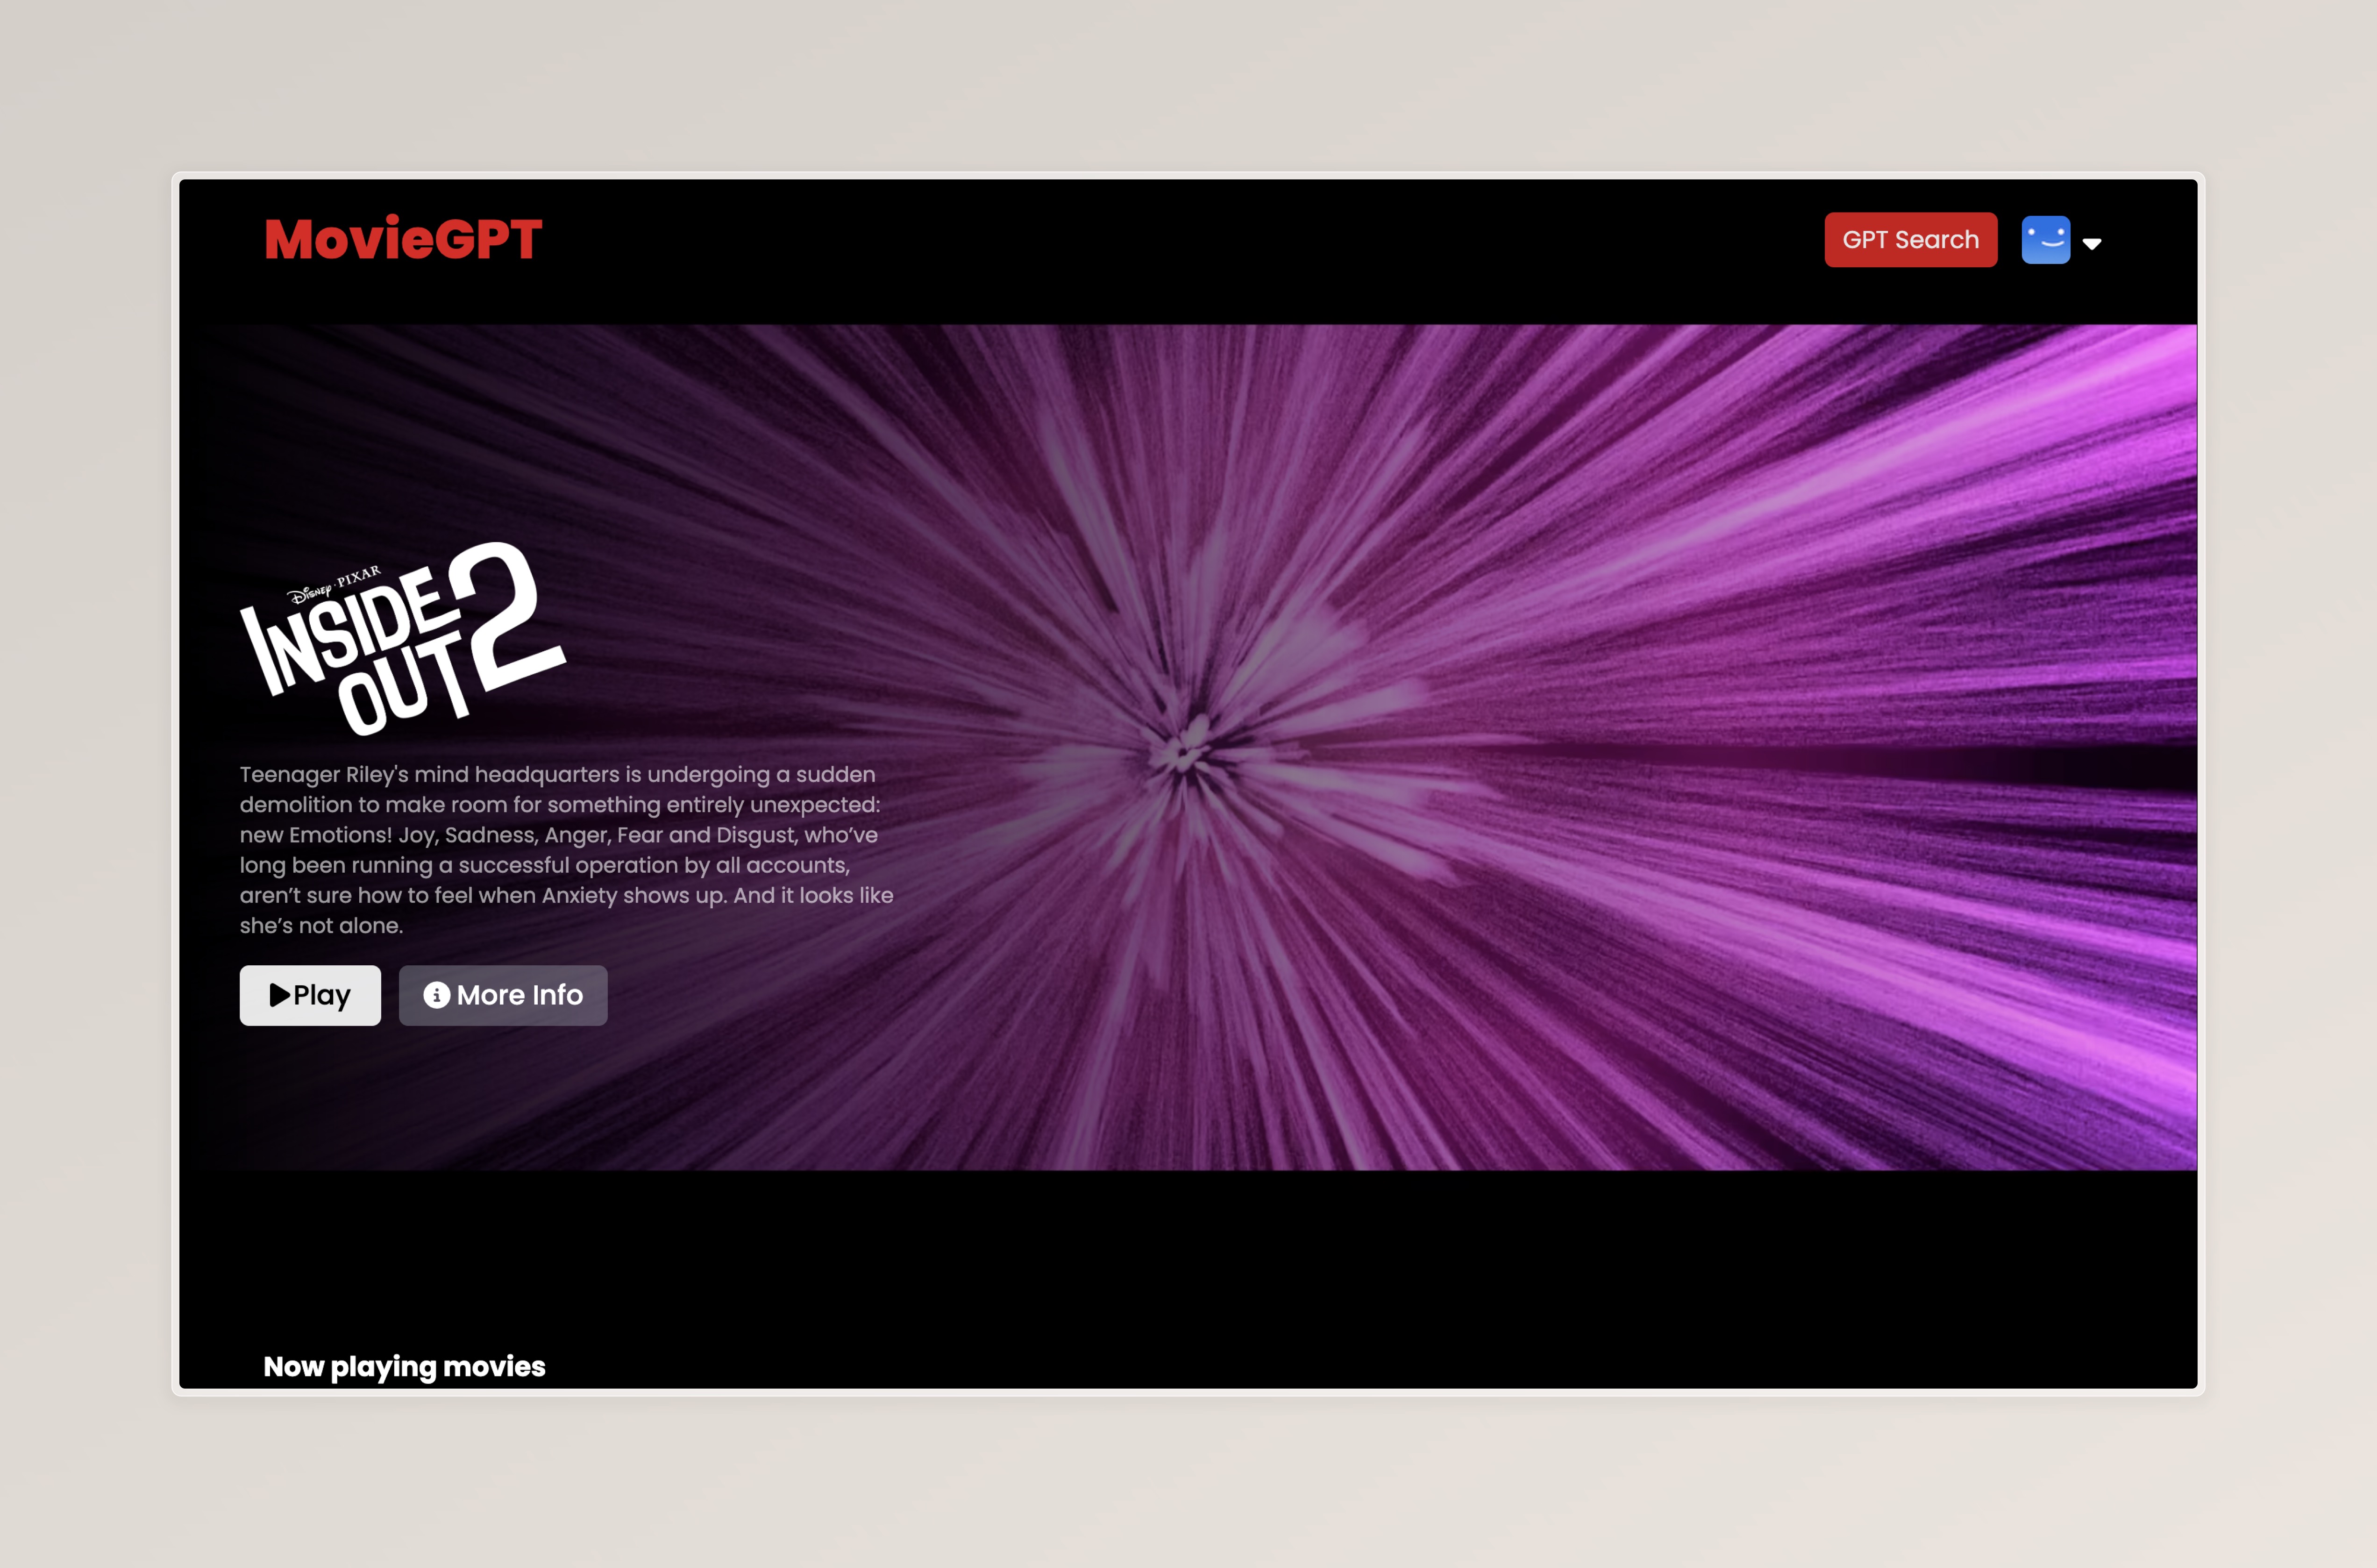 MovieGPT
GPT Search
Disney · PIXAR
INSIDE
OUT 2
Teenager Riley's mind headquarters is undergoing a sudden
demolition to make room for something entirely unexpected:
new Emotions! Joy, Sadness, Anger, Fear and Disgust, who’ve
long been running a successful operation by all accounts,
aren’t sure how to feel when Anxiety shows up. And it looks like
she’s not alone.
Play
More Info
Now playing movies